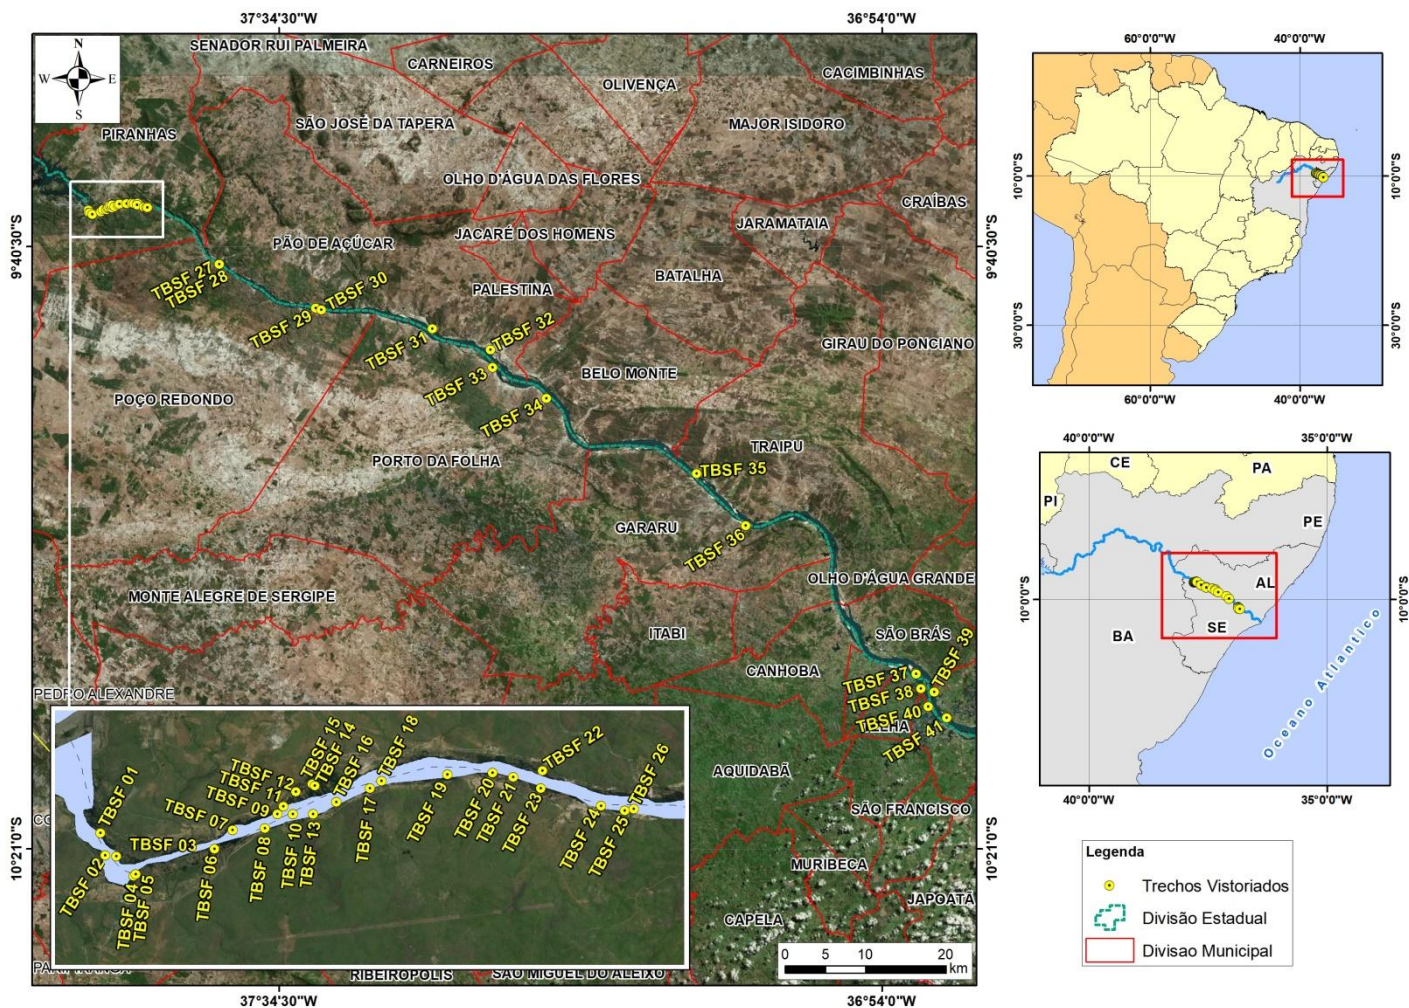 37°34'30"W
36°54'0"W
N
W
E
S
SENADOR RUI PALMEIRA
CARNEIROS
OLIVENÇA
CACIMBINHAS
PIRANHAS
SÃO JOSÉ DA TAPERA
MAJOR ISIDORO
OLHO D'ÁGUA DAS FLORES
CRAÍBAS
JACARÉ DOS HOMENS
JARAMATAIA
PÃO DE AÇÚCAR
BATALHA
PALESTINA
GIRAU DO PONCIANO
BELO MONTE
POÇO REDONDO
TRAIPU
PORTO DA FOLHA
GARARU
OLHO D'ÁGUA GRANDE
MONTE ALEGRE DE SERGIPE
ITABI
SÃO BRÁS
CANHOBA
PEDRO ALEXANDRE
AQUIDABÃ
SÃO FRANCISCO
MURIBECA
JAPOATÃ
CAPELA
RIBEIRÓPOLIS
SÃO MIGUEL DO ALEIXO
TBSF 27
TBSF 28
TBSF 29
TBSF 30
TBSF 31
TBSF 32
TBSF 33
TBSF 34
TBSF 35
TBSF 36
TBSF 37
TBSF 38
TBSF 39
TBSF 40
TBSF 41
TBSF 01
TBSF 02
TBSF 03
TBSF 04
TBSF 05
TBSF 06
TBSF 07
TBSF 08
TBSF 09
TBSF 10
TBSF 11
TBSF 12
TBSF 13
TBSF 14
TBSF 15
TBSF 16
TBSF 17
TBSF 18
TBSF 19
TBSF 20
TBSF 21
TBSF 22
TBSF 23
TBSF 24
TBSF 25
TBSF 26
0 5 10 20
km
9°40'30"S
9°40'30"S
10°21'0"S
10°21'0"S
37°34'30"W
36°54'0"W
60°0'0"W
40°0'0"W
10°0'0"S
10°0'0"S
30°0'0"S
30°0'0"S
60°0'0"W
40°0'0"W
40°0'0"W
35°0'0"W
CE
PA
PI
PE
AL
SE
BA
Oceano Atlantico
10°0'0"S
10°0'0"S
40°0'0"W
35°0'0"W
Legenda
Trechos Vistoriados
Divisão Estadual
Divisao Municipal